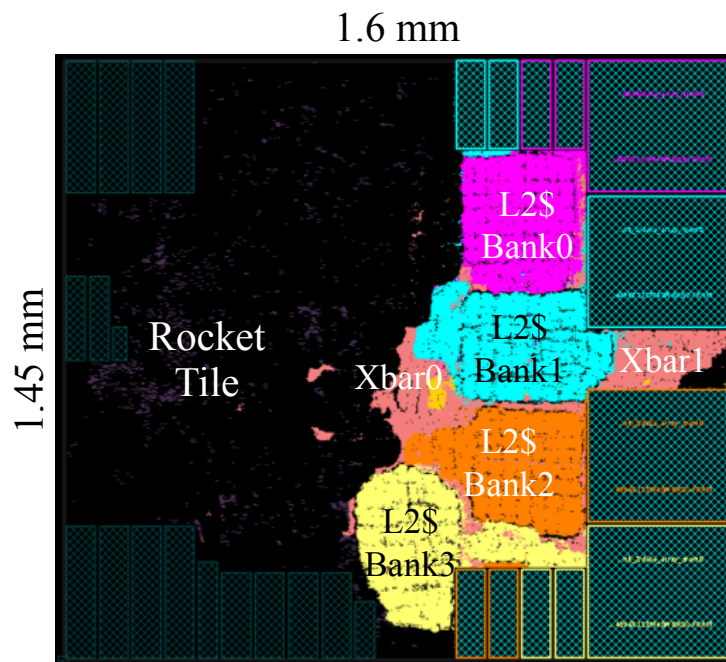 1.6 mm
1.45 mm
L2$
Bank0
L2$
Bank1
Rocket
Tile
Xbar0
Xbar1
L2$
Bank2
L2$
Bank3